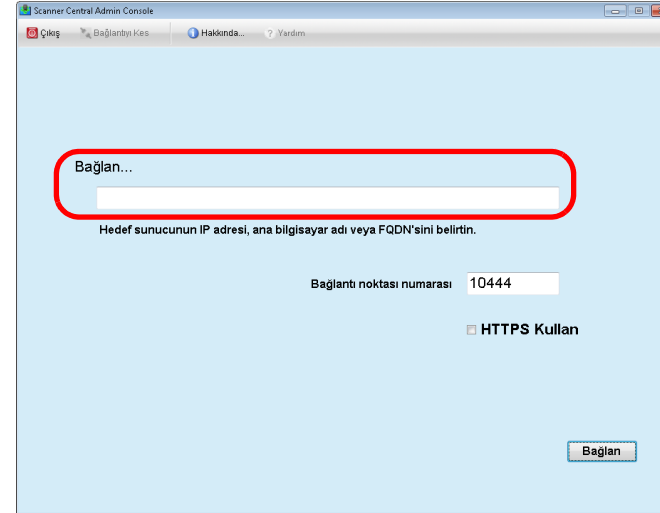 Scanner Central Admin Console
Çıkış Bağlantıyı Kes Hakkında... ? Yardım
Bağlan...
Hedef sunucunun IP adresi, ana bilgisayar adı veya FQDN'sini belirtin.
Bağlantı noktası numarası 10444
HTTPS Kullan
Bağlan